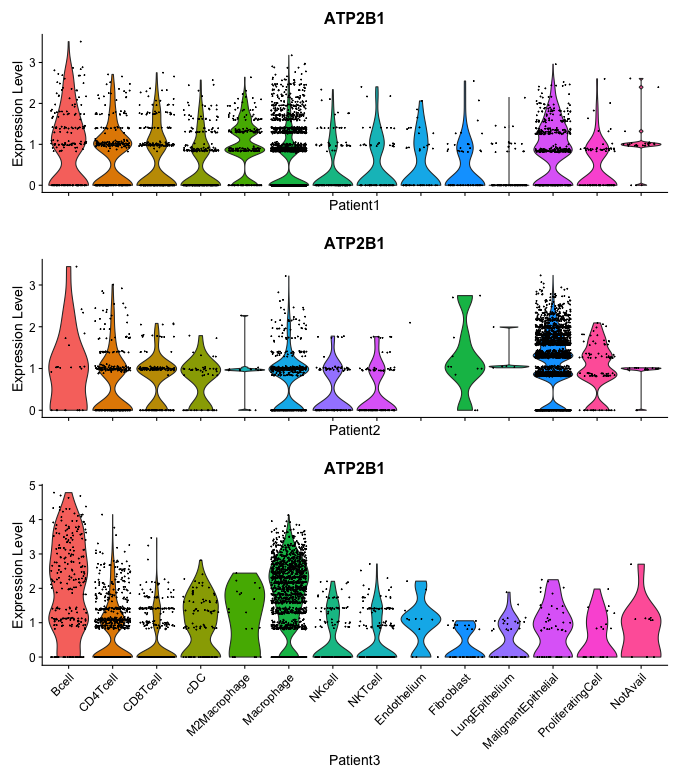 ATP2B1
Expression Level
3
2
1
0
Patient1
ATP2B1
Expression Level
3
2
1
0
Patient2
ATP2B1
Expression Level
5
4
3
2
1
0
Bcell
CD4Tcell
CD8Tcell
cDC
M2Macrophage
Macrophage
NKcell
NKTcell
Endothelium
Fibroblast
LungEpithelium
MalignantEpithelial
ProliferatingCell
NotAvail
Patient3